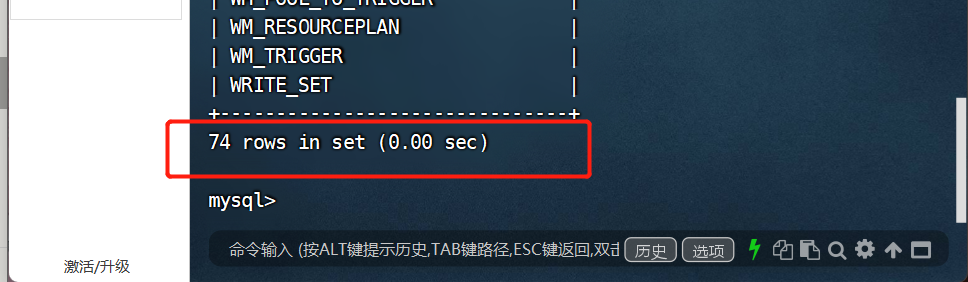 | WM_POOL_TO_TRIGGER |
| WM_RESOURCEPLAN |
| WM_TRIGGER |
| WRITE_SET |
+-------------------------------+
74 rows in set (0.00 sec)
mysql>
命令输入 (按ALT键提示历史,TAB键路径,ESC键返回,双击 历史 选项
激活/升级